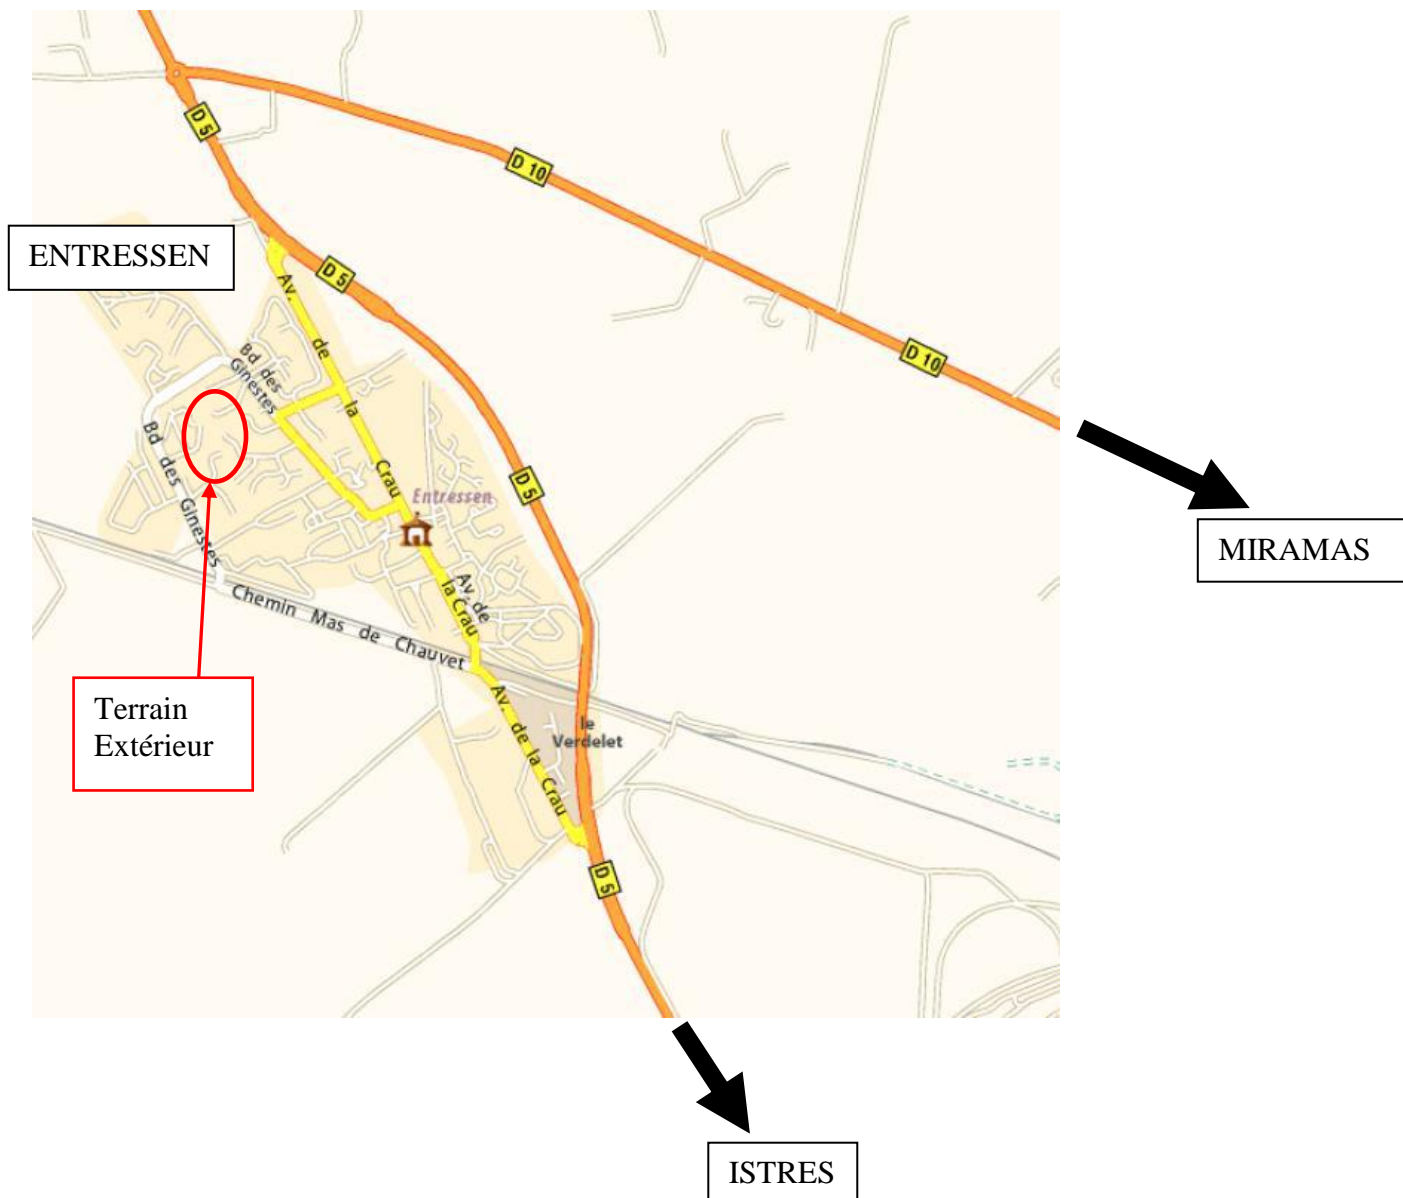 D 5
D 10
ENTRESSEN
D 5
Av. de la Crau
D 10
Bd des
Ginestes
Bd des Ginestes
D 5
Entressen
MIRAMAS
Av. de
la Crau
Chemin Mas de Chauvet
Terrain
Extérieur
Av. de la Crau
le
Verdelet
D 5
ISTRES